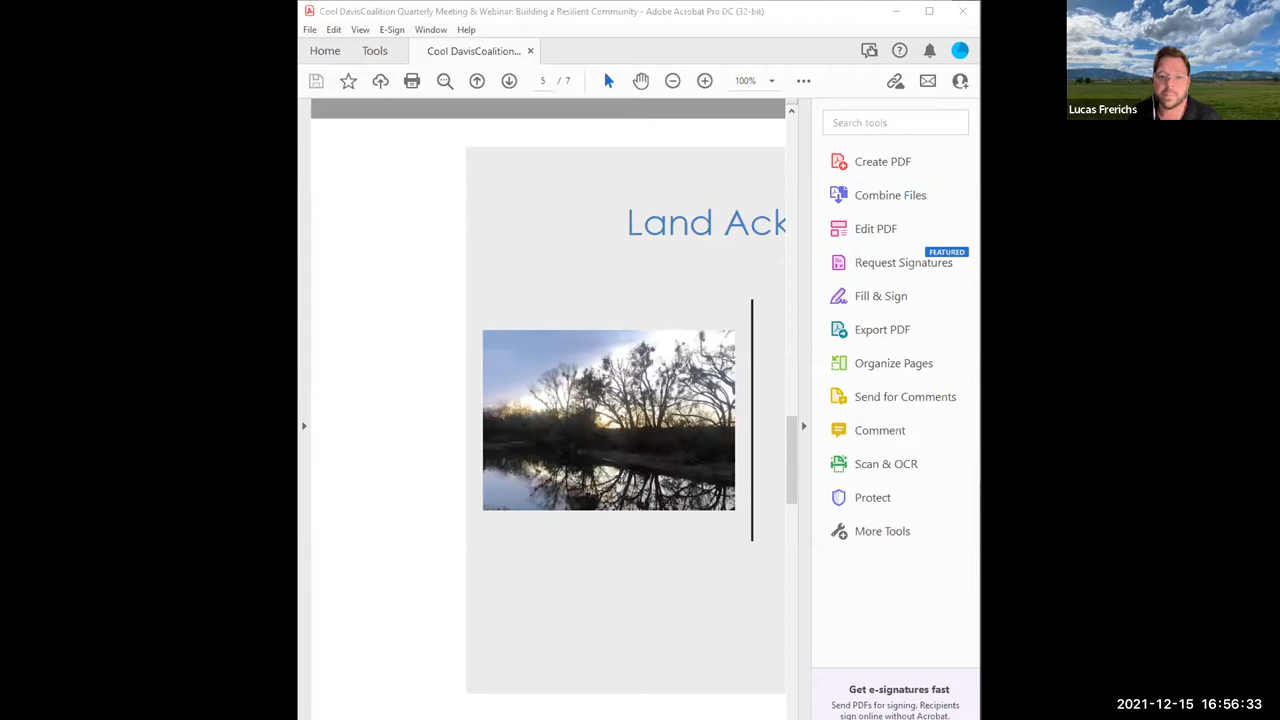 Cool DavisCoalition Quarterly Meeting & Webinar: Building a Resilient Community - Adobe Acrobat Pro DC (32-bit)
File Edit View E-Sign Window Help
Home Tools Cool DavisCoalition... ×
5 / 7 100%
Search tools
Create PDF
Combine Files
Edit PDF
FEATURED
Request Signatures
Fill & Sign
Export PDF
Organize Pages
Send for Comments
Comment
Scan & OCR
Protect
More Tools
Get e-signatures fast
Send PDFs for signing. Recipients
sign online without Acrobat.
Land Ack
Lucas Frerichs
2021-12-15 16:56:33